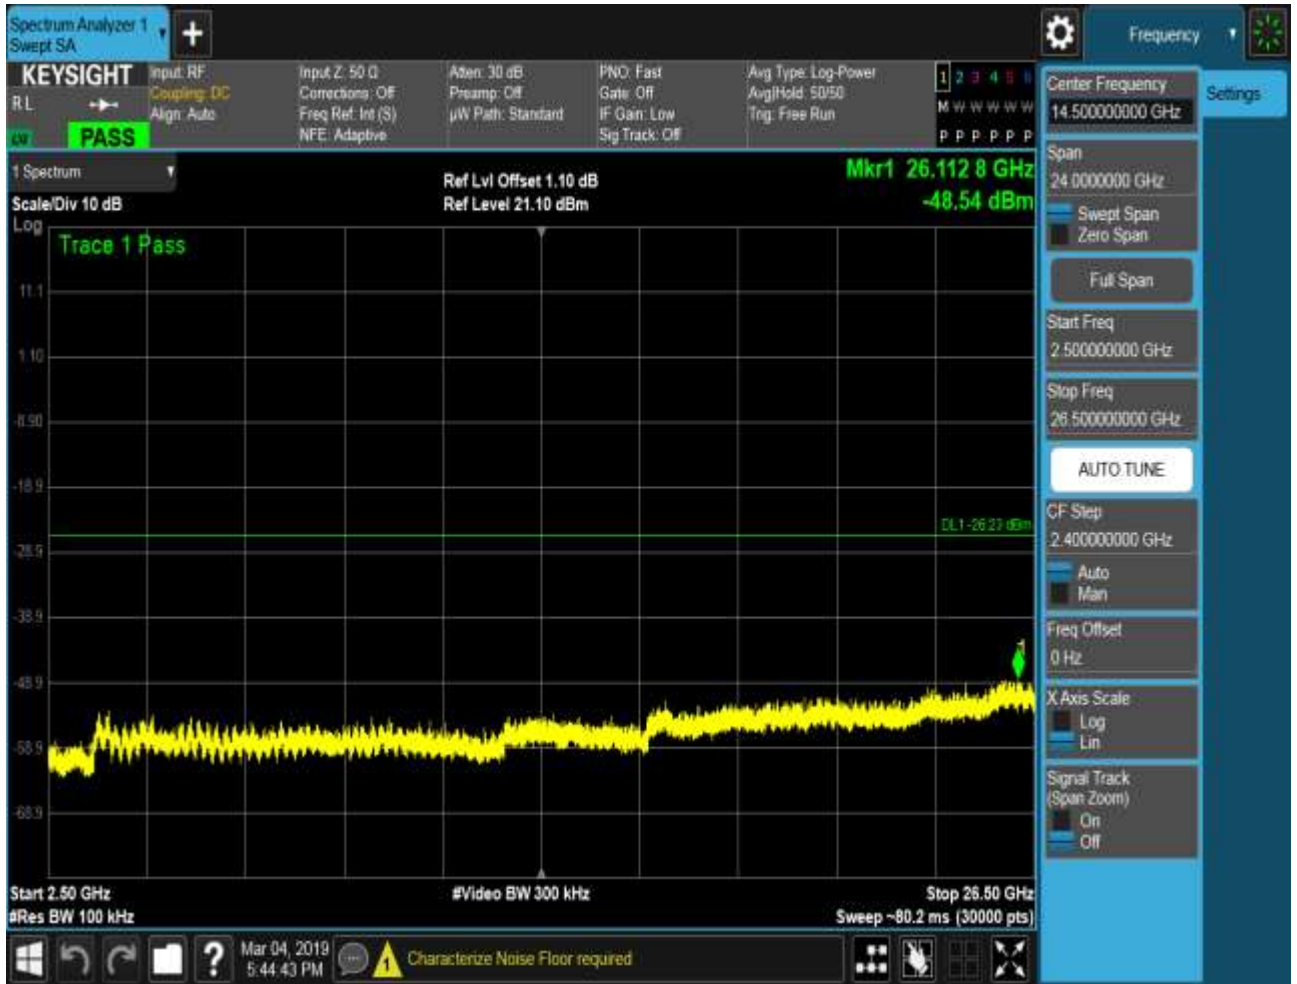 Spectrum Analyzer 1
Swept SA
+
Frequency
KEYSIGHT
RL
PASS
Input: RF
Coupling: DC
Align: Auto
Input Z: 50 Ω
Corrections: Off
Freq Ref: Int (S)
NFE: Adaptive
Atten: 30 dB
Preamp: Off
µW Path: Standard
PNO: Fast
Gate: Off
IF Gain: Low
Sig Track: Off
Avg Type: Log-Power
Avg|Hold: 50/50
Trig: Free Run
1 2 3 4 5 6
M W W W W W
P P P P P P
1 Spectrum
Scale/Div 10 dB
Log
Ref Lvl Offset 1.10 dB
Ref Level 21.10 dBm
Mkr1 26.112 8 GHz
-48.54 dBm
Trace 1 Pass
11.1
1.10
-8.90
-18.9
DL1 -26.23 dBm
-28.9
-38.9
1
-48.9
-58.9
-68.9
Start 2.50 GHz
#Res BW 100 kHz
#Video BW 300 kHz
Stop 26.50 GHz
Sweep ~80.2 ms (30000 pts)
Center Frequency
14.500000000 GHz
Settings
Span
24.0000000 GHz
Swept Span
Zero Span
Full Span
Start Freq
2.500000000 GHz
Stop Freq
26.500000000 GHz
AUTO TUNE
CF Step
2.400000000 GHz
Auto
Man
Freq Offset
0 Hz
X Axis Scale
Log
Lin
Signal Track
(Span Zoom)
On
Off
?
Mar 04, 2019
5:44:43 PM
Characterize Noise Floor required